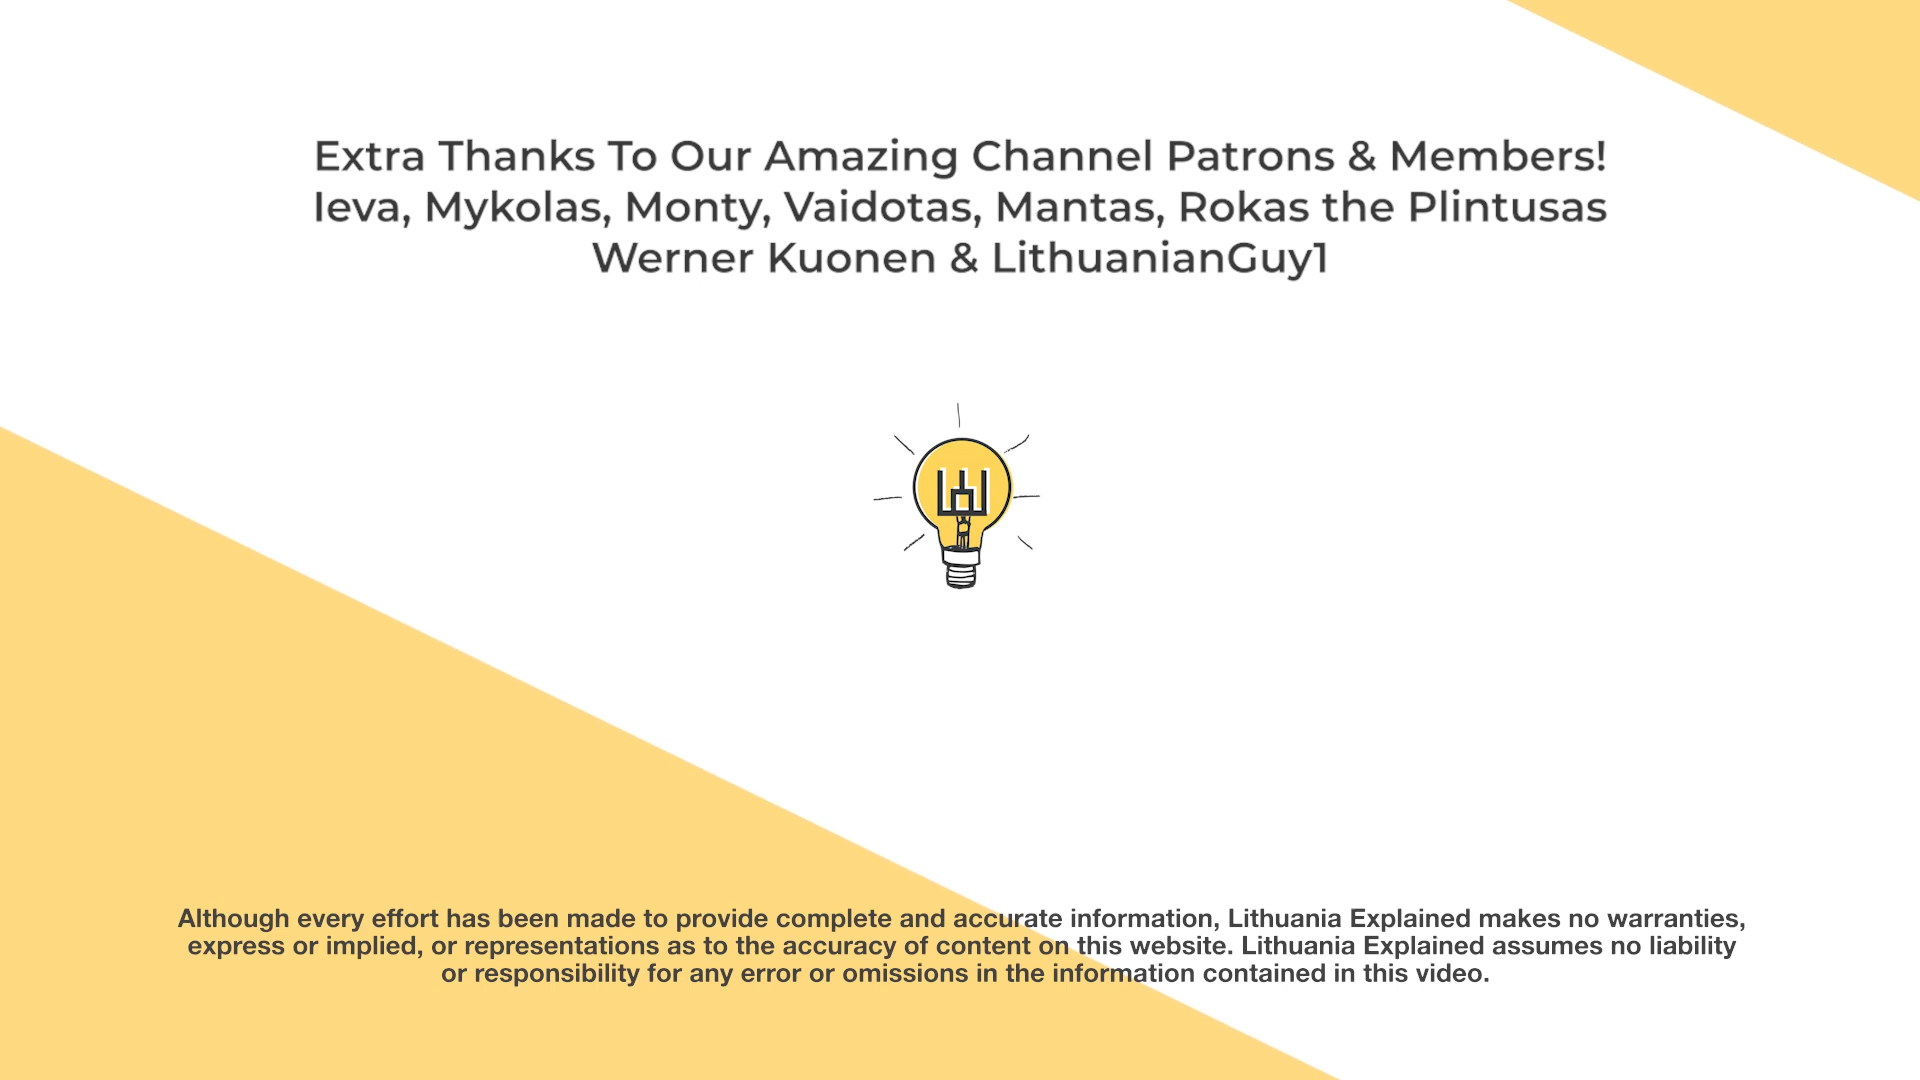 Extra Thanks To Our Amazing Channel Patrons & Members!
Ieva, Mykolas, Monty, Vaidotas, Mantas, Rokas the Plintusas
Werner Kuonen & LithuanianGuy1
Although every effort has been made to provide complete and accurate information, Lithuania Explained makes no warranties,
express or implied, or representations as to the accuracy of content on this website. Lithuania Explained assumes no liability
or responsibility for any error or omissions in the information contained in this video.